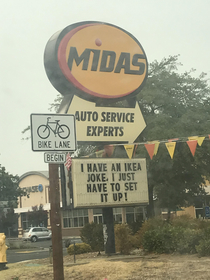 MIDAS
AUTO SERVICE
EXPERTS
BIKE LANE
BEGIN
I HAVE AN IKEA
JOKE. I JUST
HAVE TO SET
IT UP!